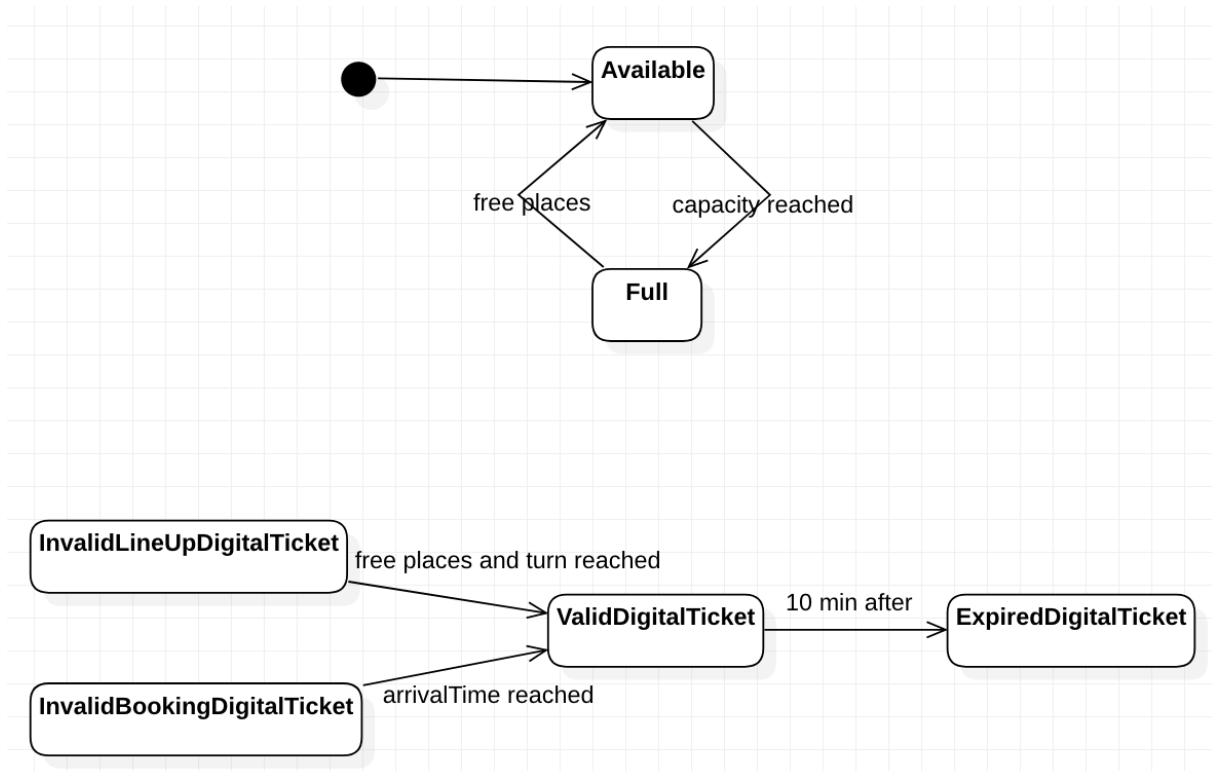 Available
free places
capacity reached
Full
InvalidLineUpDigitalTicket
free places and turn reached
ValidDigitalTicket
10 min after
ExpiredDigitalTicket
InvalidBookingDigitalTicket
arrivalTime reached